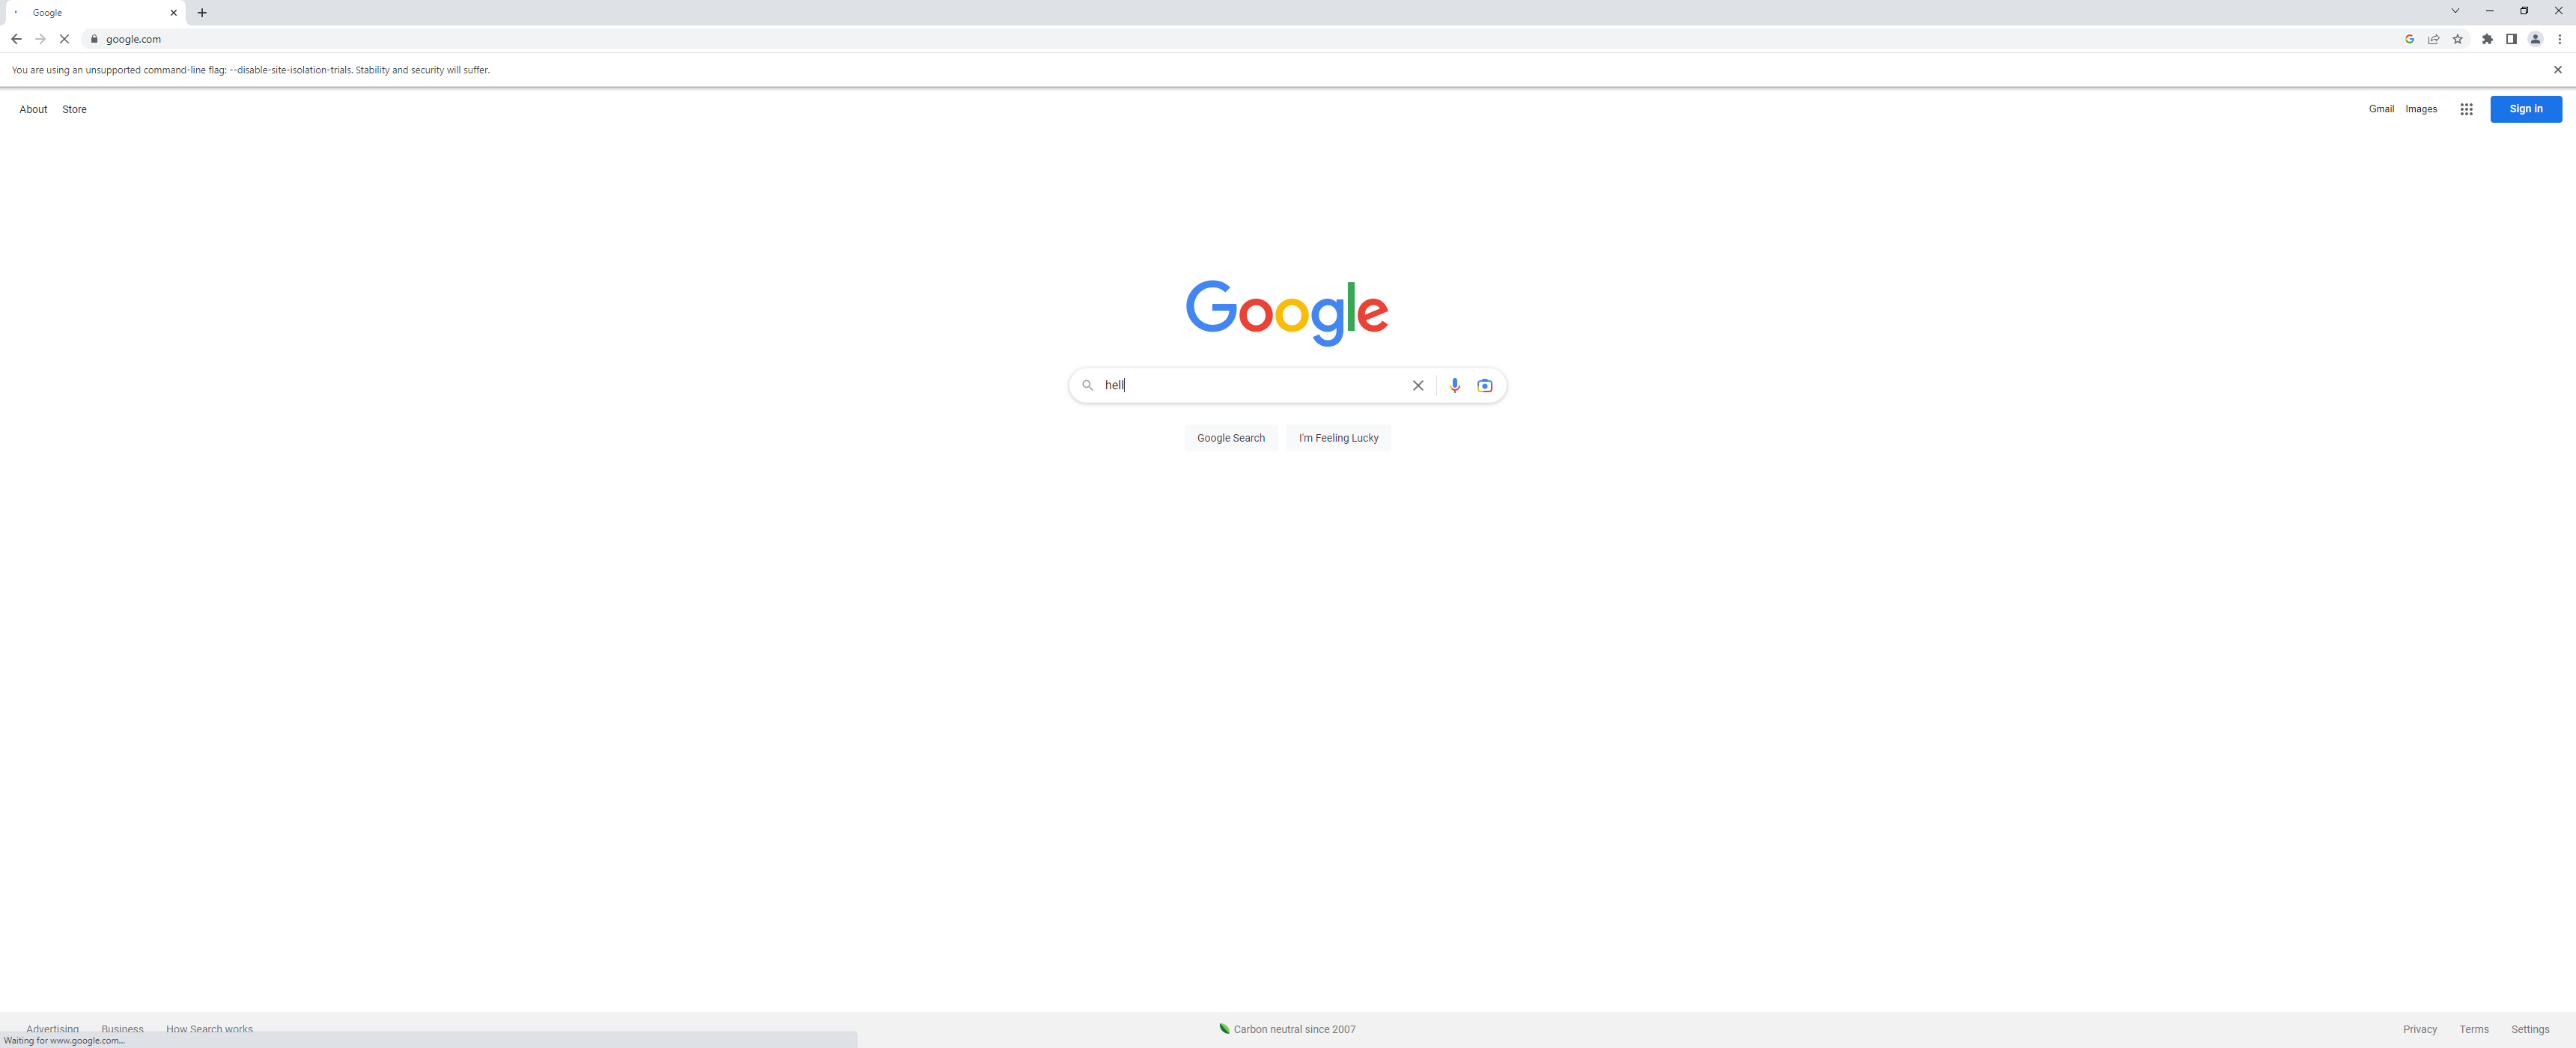 Google
google.com
You are using an unsupported command-line flag: --disable-site-isolation-trials. Stability and security will suffer.
About Store Gmail Images Sign in
Google
hell
Google Search I'm Feeling Lucky
Advertising Business How Search works Carbon neutral since 2007 Privacy Terms Settings
Waiting for www.google.com...